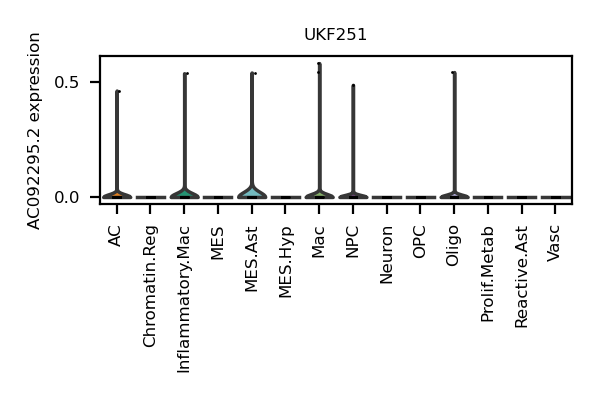 UKF251
AC092295.2 expression
0.5
0.0
AC
Chromatin.Reg
Inflammatory.Mac
MES
MES.Ast
MES.Hyp
Mac
NPC
Neuron
OPC
Oligo
Prolif.Metab
Reactive.Ast
Vasc